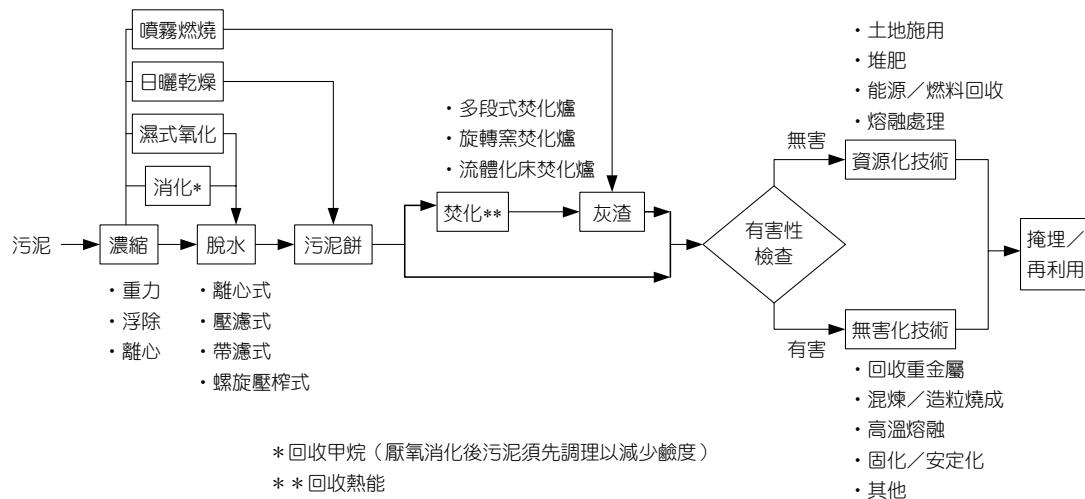 噴霧燃燒
日曬乾燥
濕式氧化
消化*
污泥
濃縮
脫水
污泥餅
・重力
・浮除
・離心
・離心式
・壓濾式
・帶濾式
・螺旋壓榨式
・多段式焚化爐
・旋轉窯焚化爐
・流體化床焚化爐
焚化**
灰渣
有害性
檢查
無害
有害
・土地施用
・堆肥
・能源／燃料回收
・熔融處理
資源化技術
無害化技術
・回收重金屬
・混煉／造粒燒成
・高溫熔融
・固化／安定化
・其他
掩埋／
再利用
*回收甲烷（厭氧消化後污泥須先調理以減少鹼度）
**回收熱能